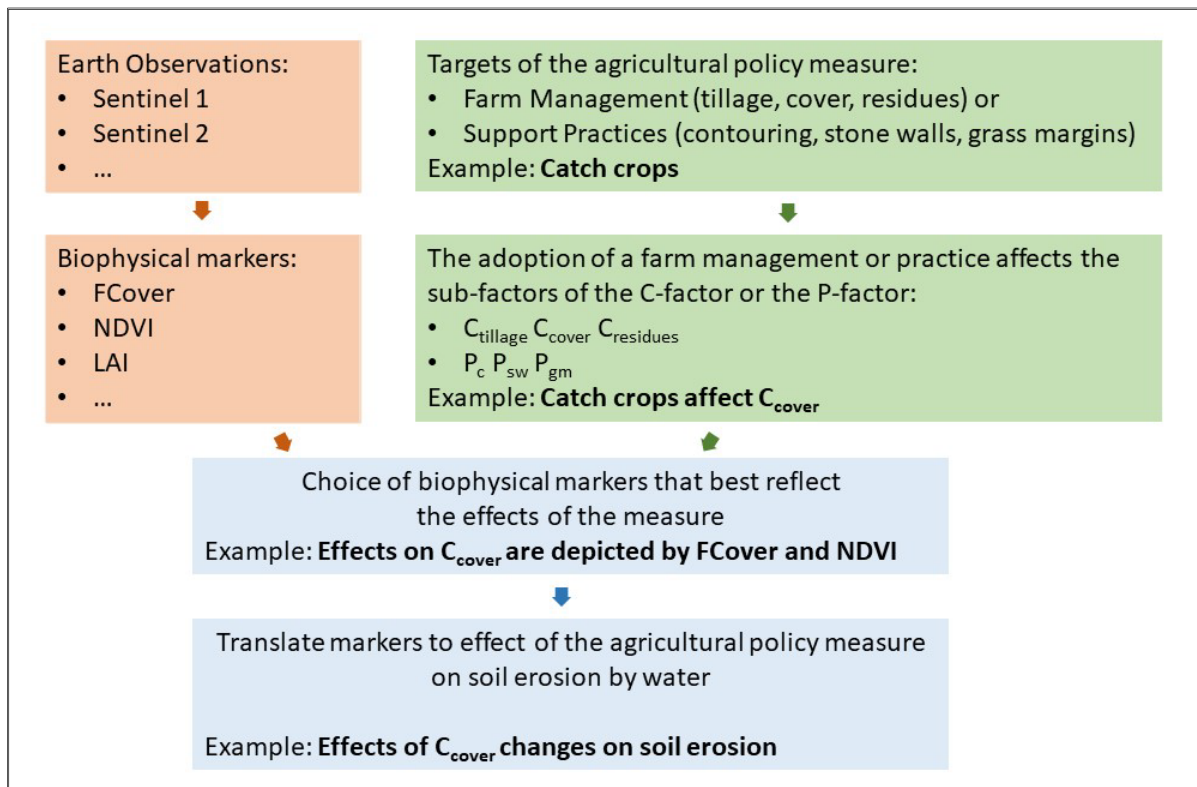 Earth Observations:
• Sentinel 1
• Sentinel 2
• ...
Targets of the agricultural policy measure:
• Farm Management (tillage, cover, residues) or
• Support Practices (contouring, stone walls, grass margins)
Example: Catch crops
Biophysical markers:
• FCover
• NDVI
• LAI
• ...
The adoption of a farm management or practice affects the
sub-factors of the C-factor or the P-factor:
• Ctillage Ccover Cresidues
• Pc Psw Pgm
Example: Catch crops affect Ccover
Choice of biophysical markers that best reflect
the effects of the measure
Example: Effects on Ccover are depicted by FCover and NDVI
Translate markers to effect of the agricultural policy measure
on soil erosion by water
Example: Effects of Ccover changes on soil erosion